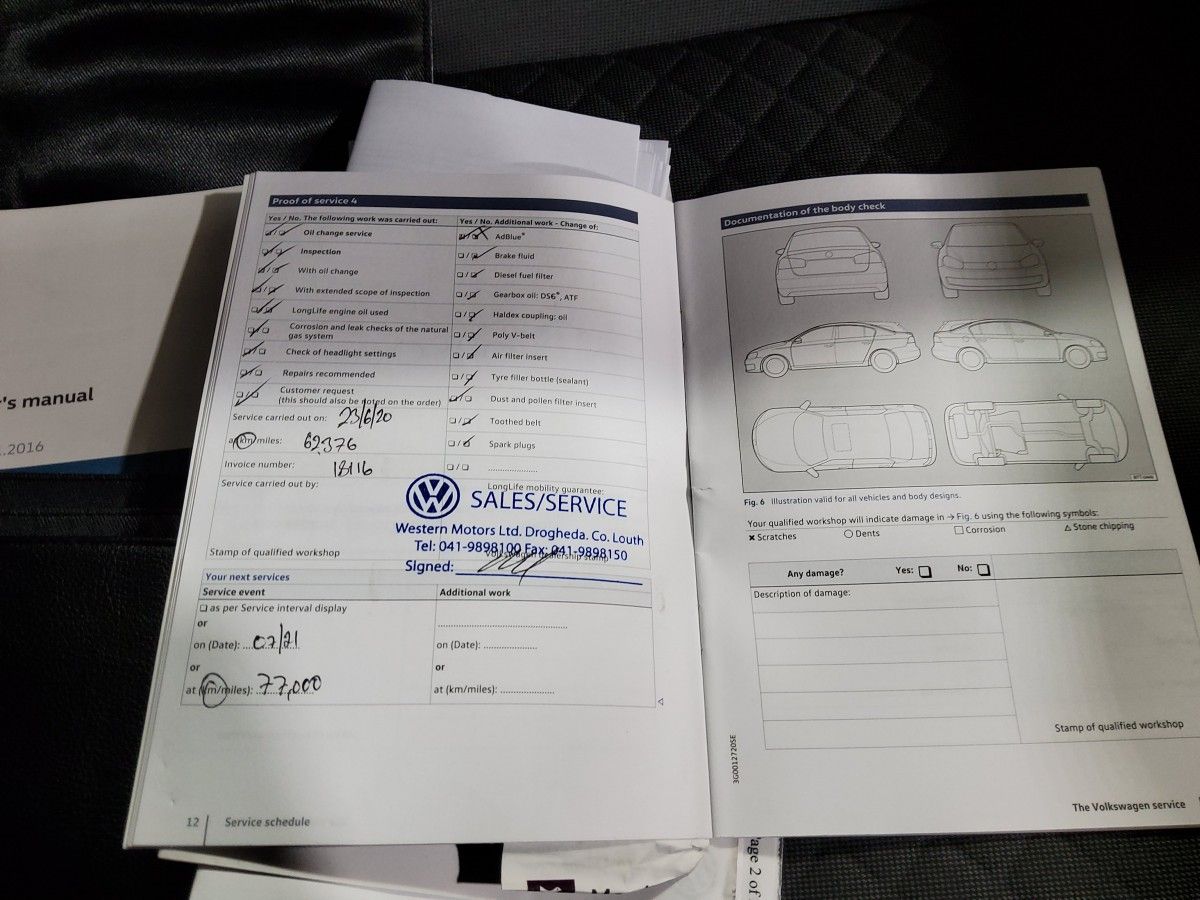 r's manual
.2016
Proof of service 4
Yes / No. The following work was carried out:
Oil change service
Inspection
With oil change
With extended scope of inspection
LongLife engine oil used
Corrosion and leak checks of the natural
gas system
Check of headlight settings
Repairs recommended
Customer request
(this should also be noted on the order)
Service carried out on: 23/6/20
at km/miles: 62376
Invoice number: 18116
Service carried out by:
Stamp of qualified workshop
Yes / No. Additional work – Change of:
AdBlue®
Brake fluid
Diesel fuel filter
Gearbox oil: DSG®, ATF
Haldex coupling: oil
Poly V-belt
Air filter insert
Tyre filler bottle (sealant)
Dust and pollen filter insert
Toothed belt
Spark plugs
LongLife mobility guarantee:
SALES/SERVICE
Western Motors Ltd. Drogheda. Co. Louth
Tel: 041-9898100 Fax: 041-9898150
Volkswagen dealership stamp
Signed:
Your next services
Service event
as per Service interval display
or
on (Date): 07/21
or
at (km/miles): 77,000
Additional work
on (Date):
or
at (km/miles):
12 Service schedule
Documentation of the body check
Fig. 6 Illustration valid for all vehicles and body designs.
Your qualified workshop will indicate damage in → Fig. 6 using the following symbols:
Scratches Dents Corrosion Stone chipping
Any damage? Yes: No:
Description of damage:
Stamp of qualified workshop
3G0012720SE
The Volkswagen service
age 2 of